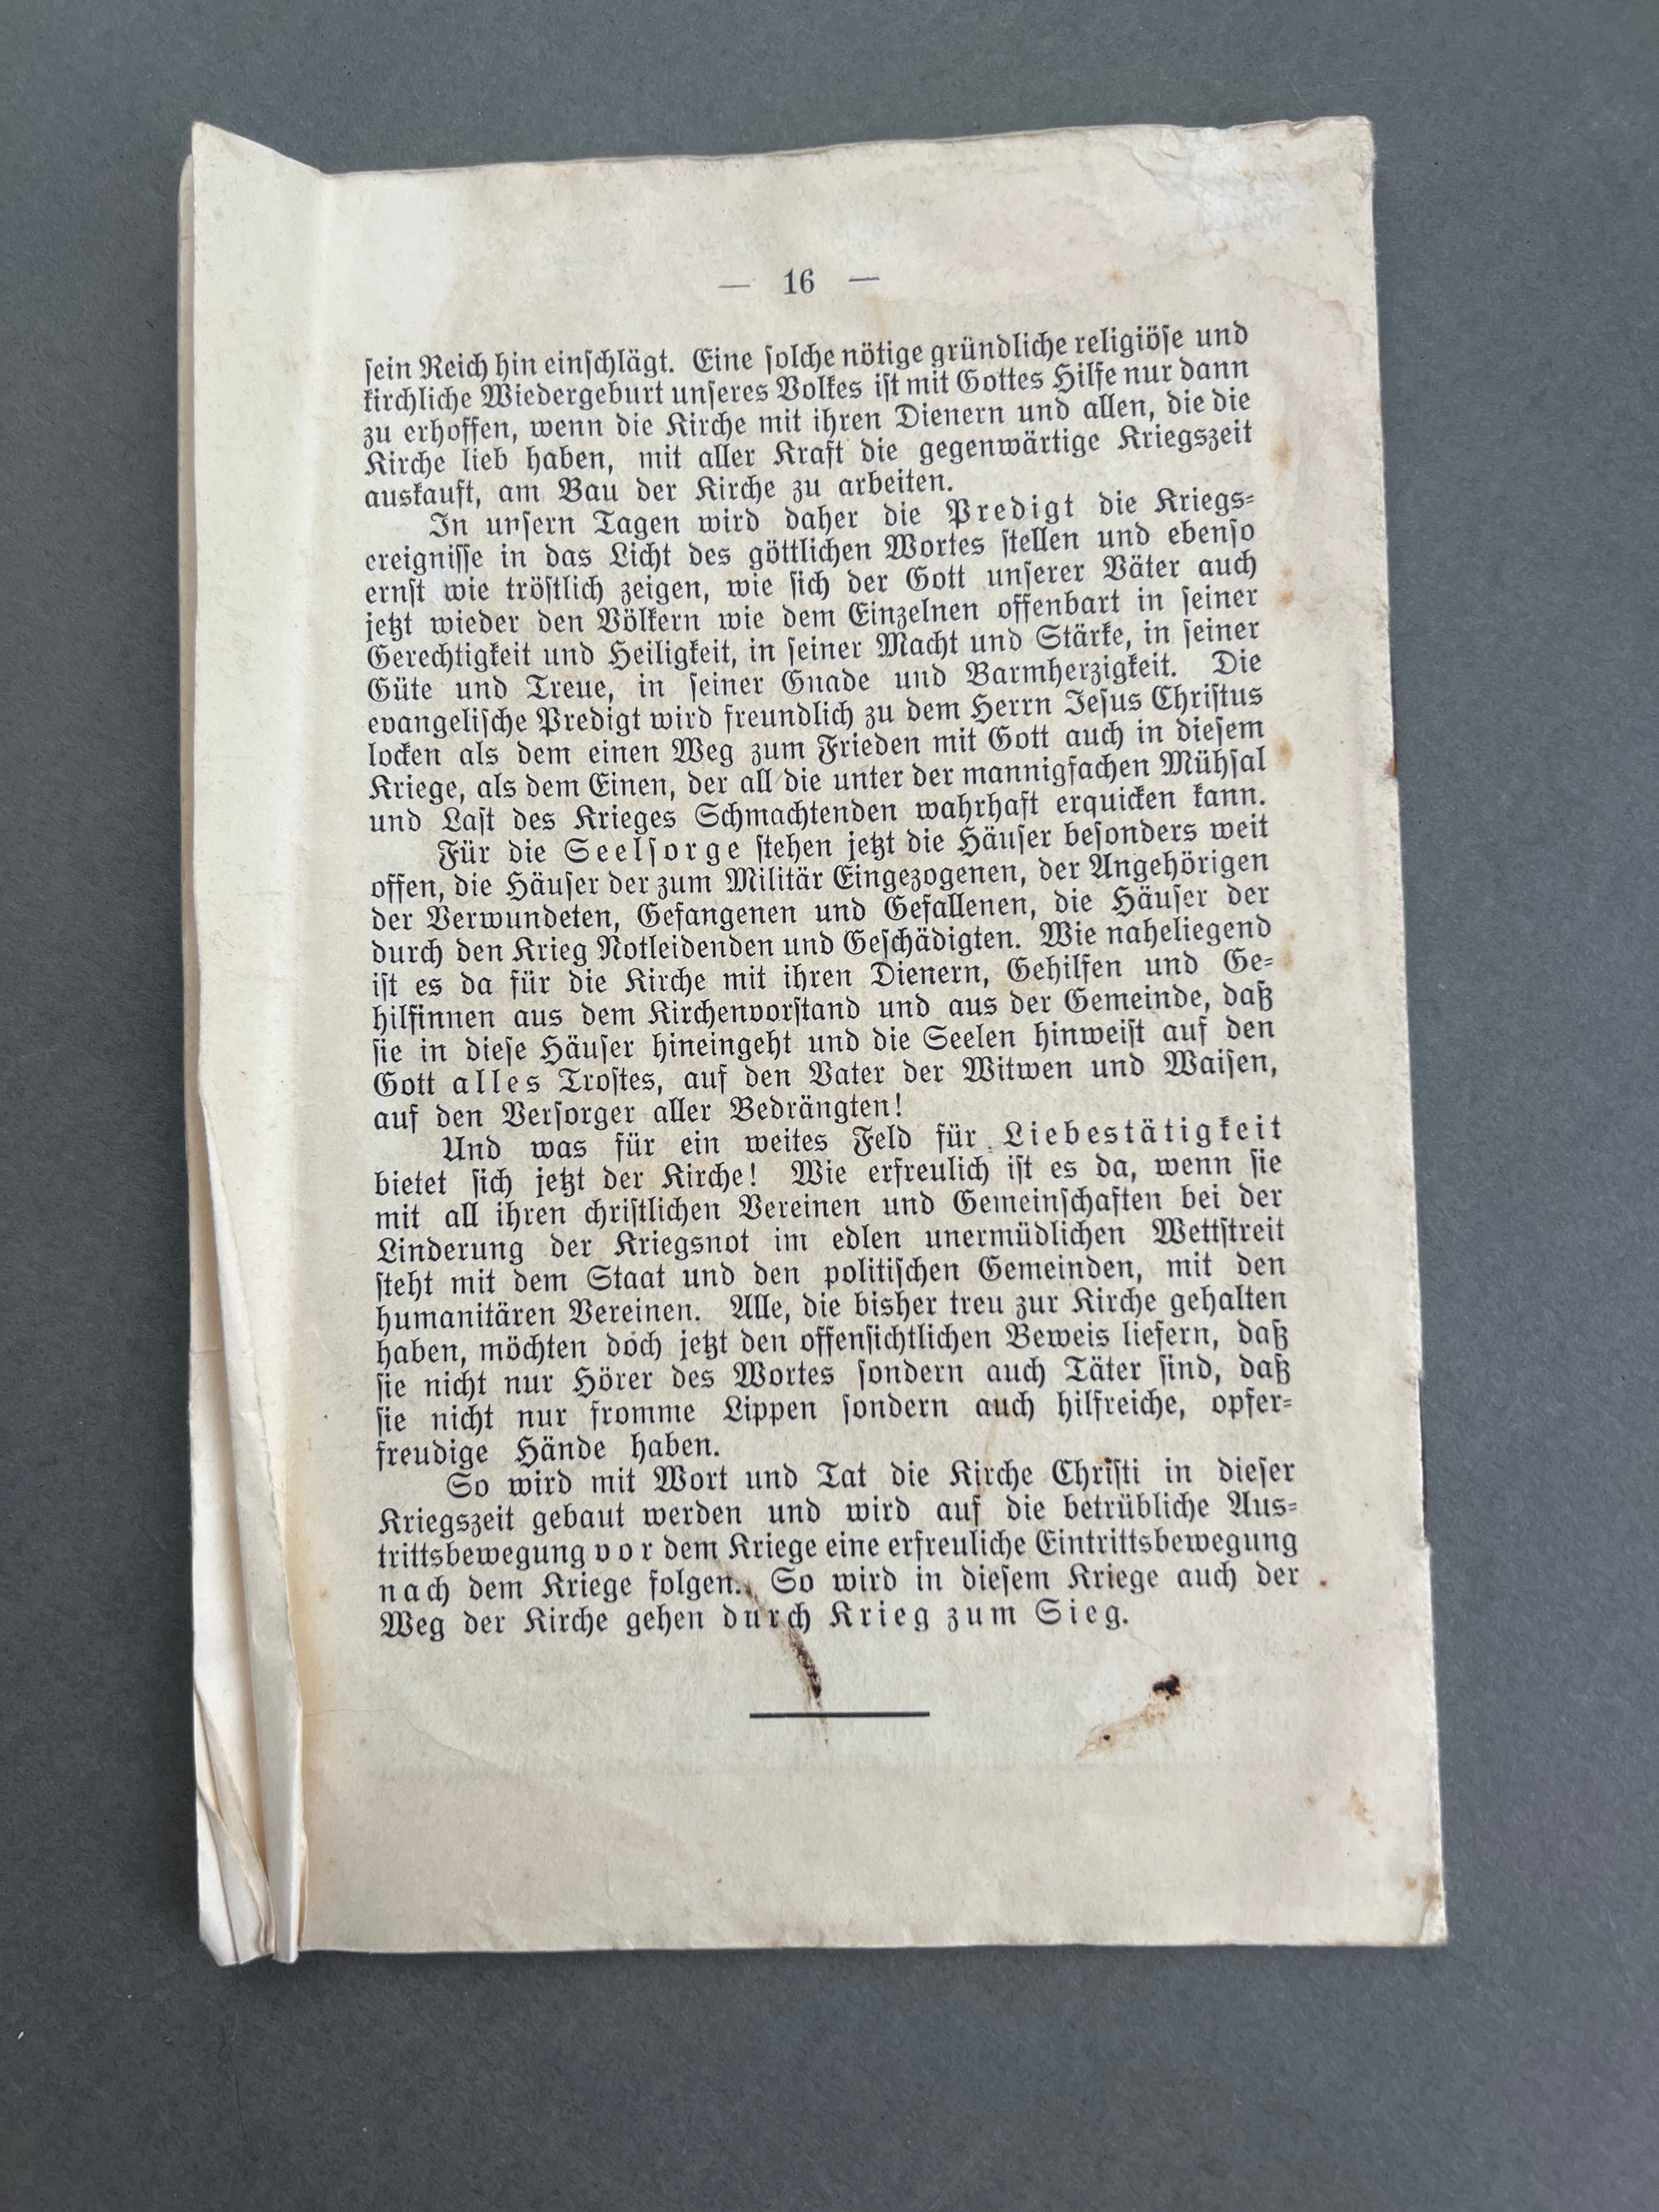 — 16 —
sein Reich hin einschlägt. Eine solche nötige gründliche religiöse und
kirchliche Wiedergeburt unseres Volkes ist mit Gottes Hilfe nur dann
zu erhoffen, wenn die Kirche mit ihren Dienern und allen, die die
Kirche lieb haben, mit aller Kraft die gegenwärtige Kriegszeit
auskauft, am Bau der Kirche zu arbeiten.
In unsern Tagen wird daher die Predigt die Kriegs-
ereignisse in das Licht des göttlichen Wortes stellen und ebenso
ernst wie tröstlich zeigen, wie sich der Gott unserer Väter auch
jetzt wieder den Völkern wie dem Einzelnen offenbart in seiner
Gerechtigkeit und Heiligkeit, in seiner Macht und Stärke, in seiner
Güte und Treue, in seiner Gnade und Barmherzigkeit. Die
evangelische Predigt wird freundlich zu dem Herrn Jesus Christus
locken als dem einen Weg zum Frieden mit Gott auch in diesem
Kriege, als dem Einen, der all die unter der mannigfachen Mühsal
und Last des Krieges Schmachtenden wahrhaft erquicken kann.
Für die Seelsorge stehen jetzt die Häuser besonders weit
offen, die Häuser der zum Militär Eingezogenen, der Angehörigen
der Verwundeten, Gefangenen und Gefallenen, die Häuser der
durch den Krieg Notleidenden und Geschädigten. Wie naheliegend
ist es da für die Kirche mit ihren Dienern, Gehilfen und Ge-
hilfinnen aus dem Kirchenvorstand und aus der Gemeinde, daß
sie in diese Häuser hineingeht und die Seelen hinweist auf den
Gott alles Trostes, auf den Vater der Witwen und Waisen,
auf den Versorger aller Bedrängten!
Und was für ein weites Feld für Liebestätigkeit
bietet sich jetzt der Kirche! Wie erfreulich ist es da, wenn sie
mit all ihren christlichen Vereinen und Gemeinschaften bei der
Linderung der Kriegsnot im edlen unermüdlichen Wettstreit
steht mit dem Staat und den politischen Gemeinden, mit den
humanitären Vereinen. Alle, die bisher treu zur Kirche gehalten
haben, möchten doch jetzt den offensichtlichen Beweis liefern, daß
sie nicht nur Hörer des Wortes sondern auch Täter sind, daß
sie nicht nur fromme Lippen sondern auch hilfreiche, opfer-
freudige Hände haben.
So wird mit Wort und Tat die Kirche Christi in dieser
Kriegszeit gebaut werden und wird auf die betrübliche Aus-
trittsbewegung vor dem Kriege eine erfreuliche Eintrittsbewegung
nach dem Kriege folgen. So wird in diesem Kriege auch der
Weg der Kirche gehen durch Krieg zum Sieg.